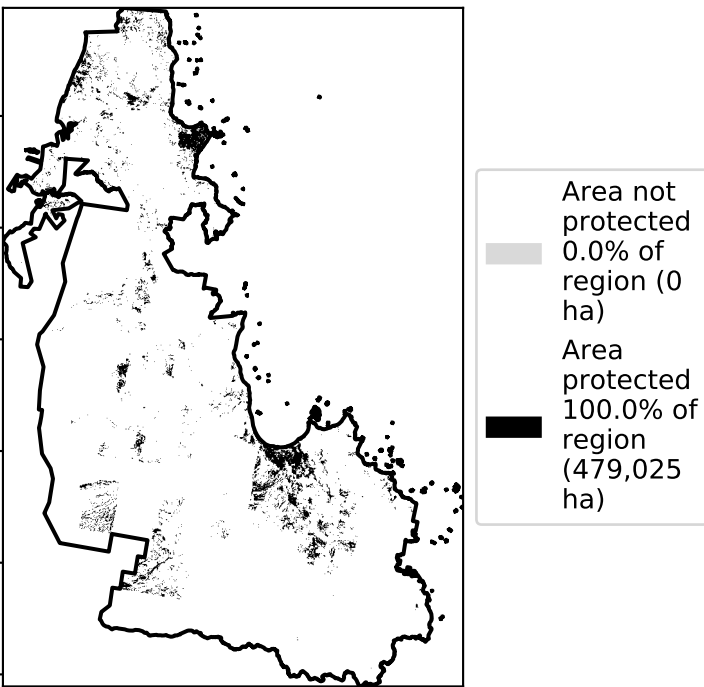 Area not
protected
0.0% of
region (0
ha)
Area
protected
100.0% of
region
(479,025
ha)